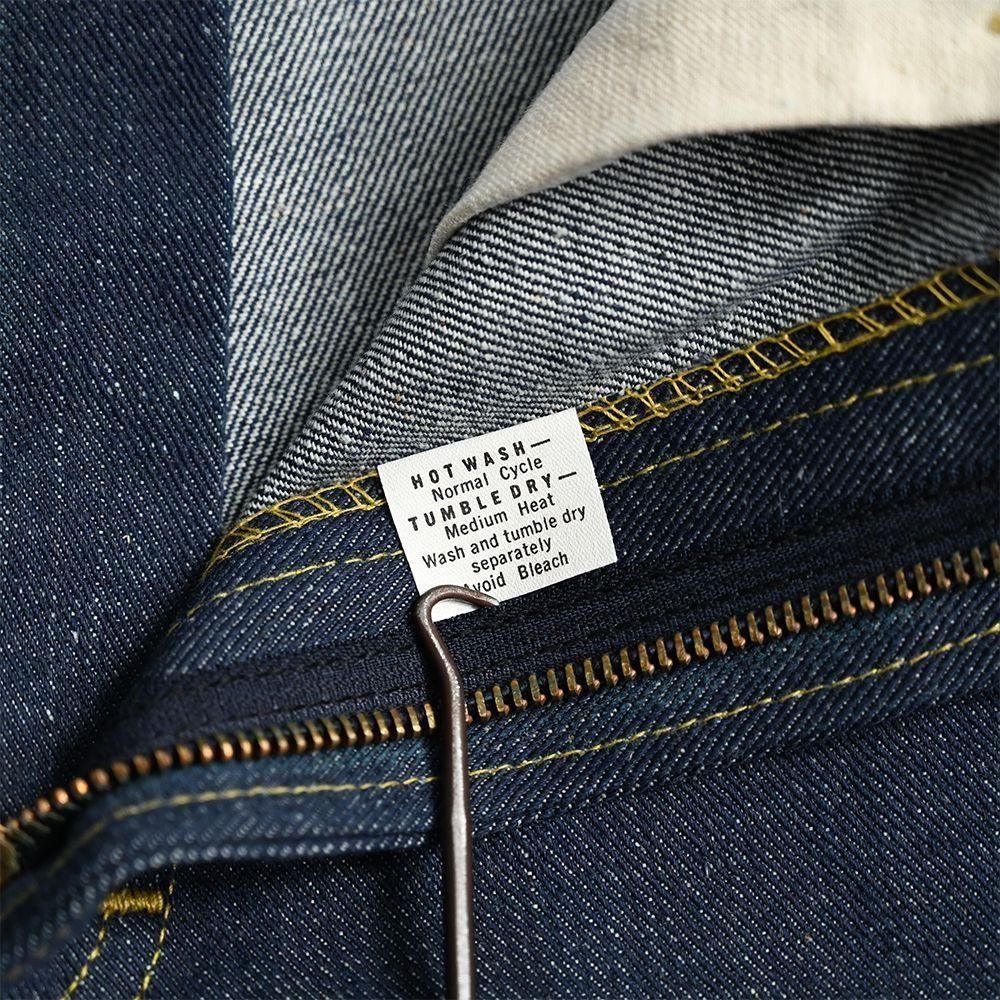 HOT WASH—
Normal Cycle
TUMBLE DRY—
Medium Heat
Wash and tumble dry
separately
Avoid Bleach